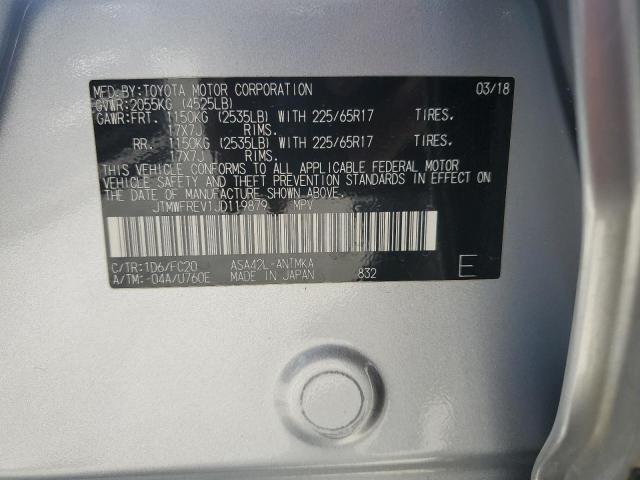 MFD.BY:TOYOTA MOTOR CORPORATION 03/18
GVWR:2055KG (4525LB)
GAWR:FRT. 1150KG (2535LB) WITH 225/65R17 TIRES.
17X7J RIMS.
RR. 1150KG (2535LB) WITH 225/65R17 TIRES.
17X7J RIMS.
THIS VEHICLE CONFORMS TO ALL APPLICABLE FEDERAL MOTOR
VEHICLE SAFETY AND THEFT PREVENTION STANDARDS IN EFFECT ON
THE DATE OF MANUFACTURE SHOWN ABOVE.
JTMWFREV1JD119879 MPV
C/TR:1D6/FC20 ASA42L-ANTMKA
A/TM:-04A/U760E MADE IN JAPAN 832 E